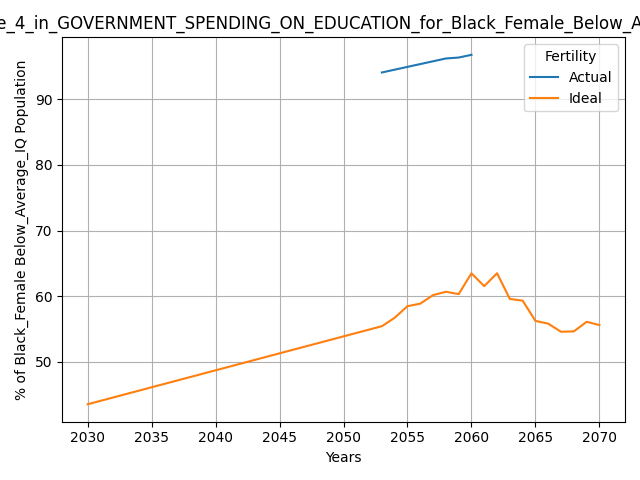 e_4_in_GOVERNMENT_SPENDING_ON_EDUCATION_for_Black_Female_Below_A
% of Black_Female Below_Average_IQ Population
90
80
70
60
50
Fertility
Actual
Ideal
2030 2035 2040 2045 2050 2055 2060 2065 2070
Years